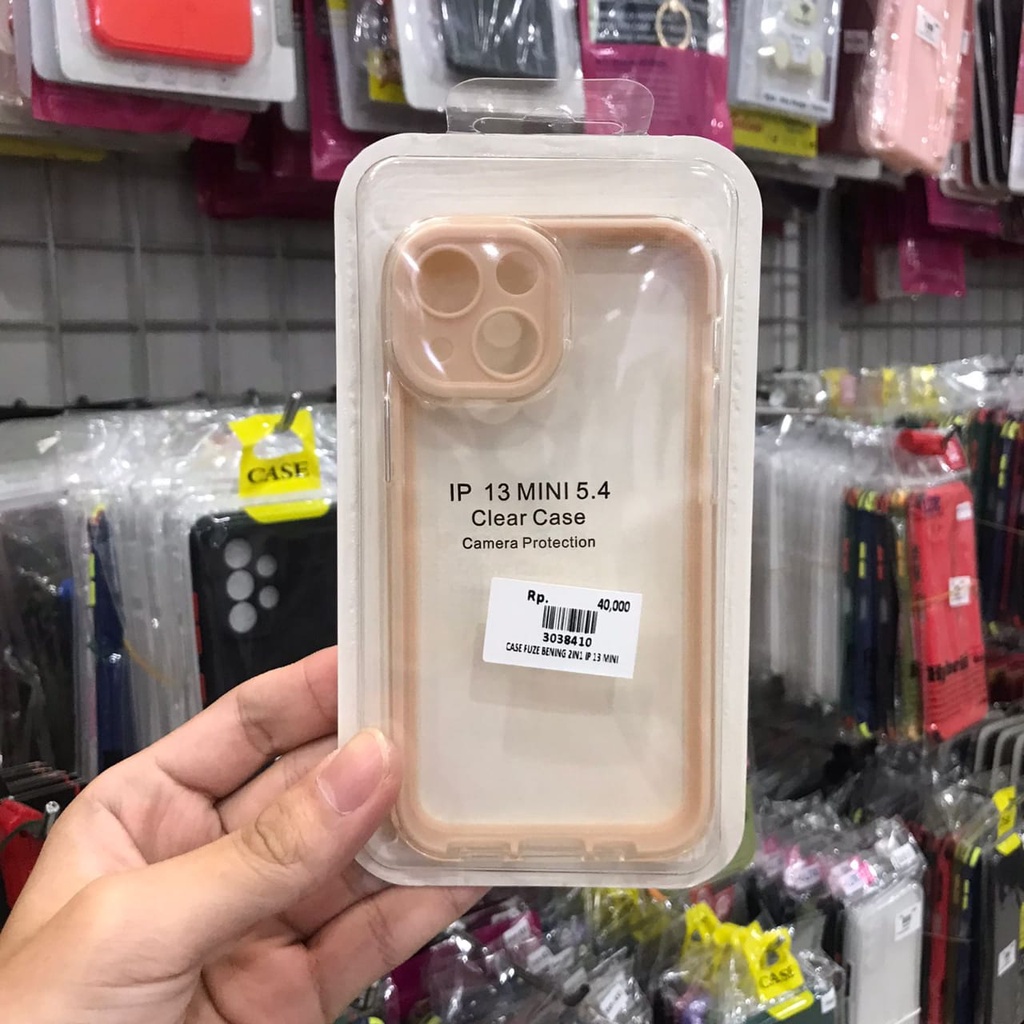 IP 13 MINI 5.4
Clear Case
Camera Protection
Rp. 40,000
3038410
CASE FUZE BENING 2IN1 IP 13 MINI
CASE
CASE